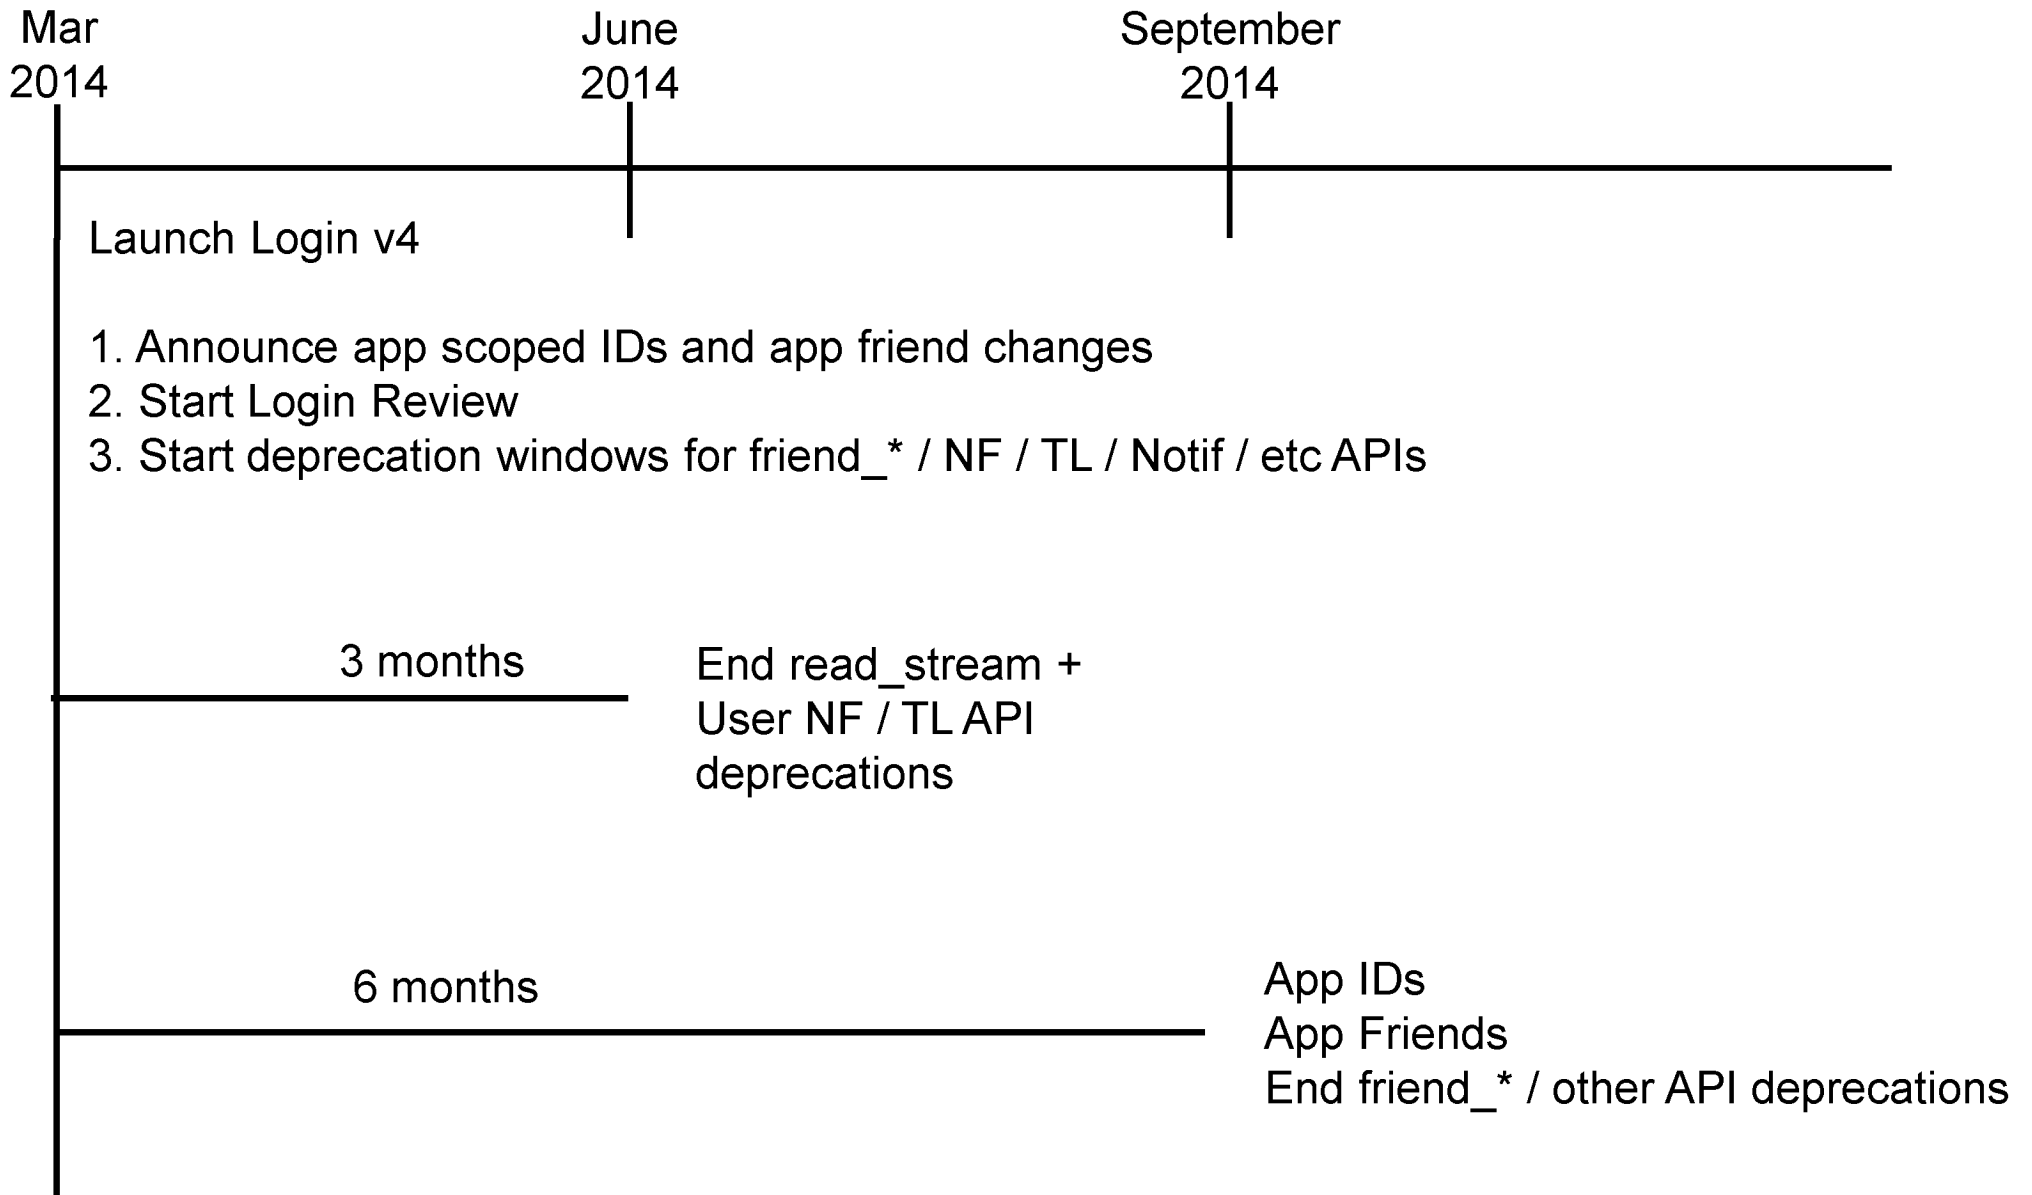 Mar
2014
June
2014
September
2014
Launch Login v4
1. Announce app scoped IDs and app friend changes
2. Start Login Review
3. Start deprecation windows for friend_* / NF / TL / Notif / etc APIs
3 months
End read_stream +
User NF / TL API
deprecations
6 months
App IDs
App Friends
End friend_* / other API deprecations